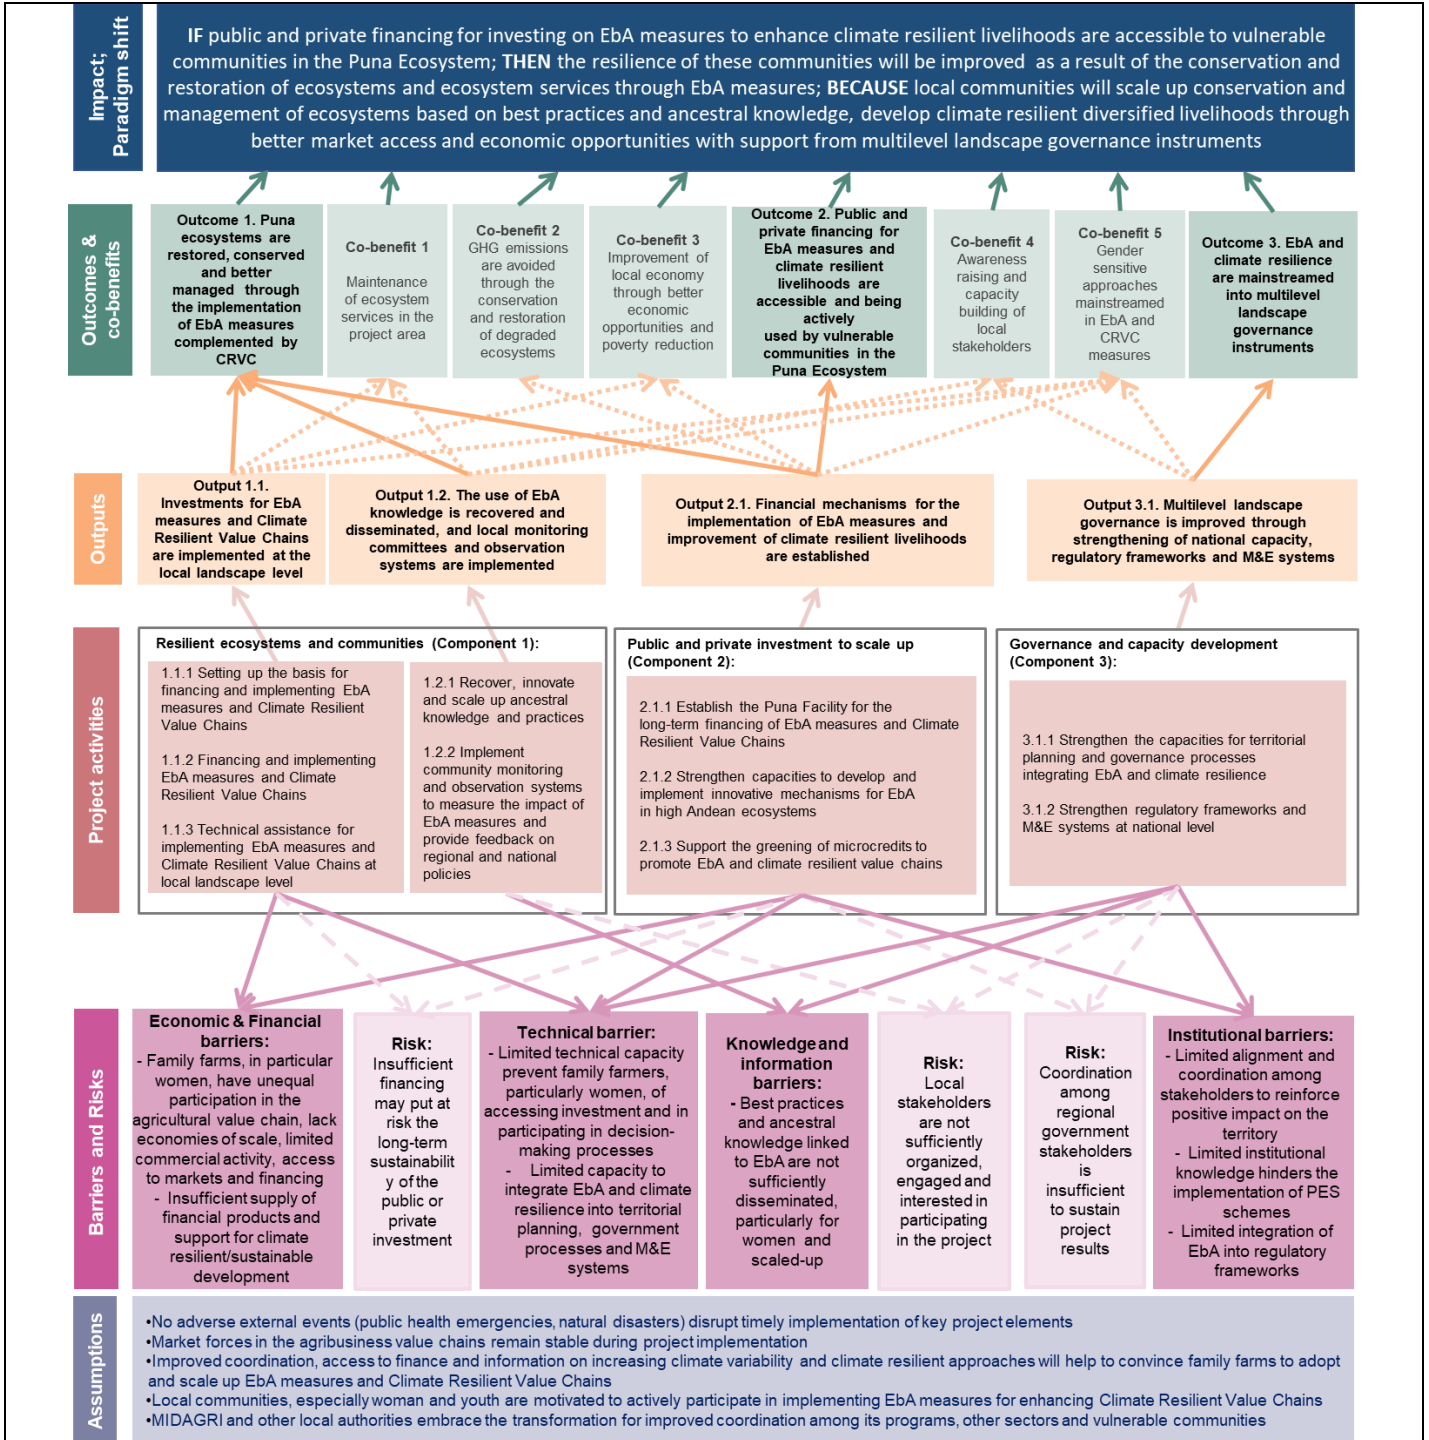 Impact;
Paradigm shift
IF public and private financing for investing on EbA measures to enhance climate resilient livelihoods are accessible to vulnerable
communities in the Puna Ecosystem; THEN the resilience of these communities will be improved as a result of the conservation and
restoration of ecosystems and ecosystem services through EbA measures; BECAUSE local communities will scale up conservation and
management of ecosystems based on best practices and ancestral knowledge, develop climate resilient diversified livelihoods through
better market access and economic opportunities with support from multilevel landscape governance instruments
Outcomes &
co-benefits
Outcome 1. Puna
ecosystems are
restored, conserved
and better
managed through
the implementation
of EbA measures
complemented by
CRVC
Co-benefit 1
Maintenance
of ecosystem
services in the
project area
Co-benefit 2
GHG emissions
are avoided
through the
conservation
and restoration
of degraded
ecosystems
Co-benefit 3
Improvement of
local economy
through better
economic
opportunities and
poverty reduction
Outcome 2. Public and
private financing for
EbA measures and
climate resilient
livelihoods are
accessible and being
actively
used by vulnerable
communities in the
Puna Ecosystem
Co-benefit 4
Awareness
raising and
capacity
building of
local
stakeholders
Co-benefit 5
Gender
sensitive
approaches
mainstreamed
in EbA and
CRVC
measures
Outcome 3. EbA and
climate resilience
are mainstreamed
into multilevel
landscape
governance
instruments
Outputs
Output 1.1.
Investments for EbA
measures and Climate
Resilient Value Chains
are implemented at the
local landscape level
Output 1.2. The use of EbA
knowledge is recovered and
disseminated, and local monitoring
committees and observation
systems are implemented
Output 2.1. Financial mechanisms for the
implementation of EbA measures and
improvement of climate resilient livelihoods
are established
Output 3.1. Multilevel landscape
governance is improved through
strengthening of national capacity,
regulatory frameworks and M&E systems
Project activities
Resilient ecosystems and communities (Component 1):
1.1.1 Setting up the basis for
financing and implementing EbA
measures and Climate Resilient
Value Chains
1.1.2 Financing and implementing
EbA measures and Climate
Resilient Value Chains
1.1.3 Technical assistance for
implementing EbA measures and
Climate Resilient Value Chains at
local landscape level
1.2.1 Recover, innovate
and scale up ancestral
knowledge and practices
1.2.2 Implement
community monitoring
and observation systems
to measure the impact of
EbA measures and
provide feedback on
regional and national
policies
Public and private investment to scale up
(Component 2):
2.1.1 Establish the Puna Facility for the
long-term financing of EbA measures and Climate
Resilient Value Chains
2.1.2 Strengthen capacities to develop and
implement innovative mechanisms for EbA
in high Andean ecosystems
2.1.3 Support the greening of microcredits to
promote EbA and climate resilient value chains
Governance and capacity development
(Component 3):
3.1.1 Strengthen the capacities for territorial
planning and governance processes
integrating EbA and climate resilience
3.1.2 Strengthen regulatory frameworks and
M&E systems at national level
Barriers and Risks
Economic & Financial
barriers:
- Family farms, in particular
women, have unequal
participation in the
agricultural value chain, lack
economies of scale, limited
commercial activity, access
to markets and financing
- Insufficient supply of
financial products and
support for climate
resilient/sustainable
development
Risk:
Insufficient
financing
may put at
risk the
long-term
sustainabilit
y of the
public or
private
investment
Technical barrier:
- Limited technical capacity
prevent family farmers,
particularly women, of
accessing investment and in
participating in decision-
making processes
- Limited capacity to
integrate EbA and climate
resilience into territorial
planning, government
processes and M&E
systems
Knowledge and
information
barriers:
- Best practices
and ancestral
knowledge linked
to EbA are not
sufficiently
disseminated,
particularly for
women and
scaled-up
Risk:
Local
stakeholders
are not
sufficiently
organized,
engaged and
interested in
participating
in the project
Risk:
Coordination
among
regional
government
stakeholders
is
insufficient
to sustain
project
results
Institutional barriers:
- Limited alignment and
coordination among
stakeholders to reinforce
positive impact on the
territory
- Limited institutional
knowledge hinders the
implementation of PES
schemes
- Limited integration of
EbA into regulatory
frameworks
Assumptions
•No adverse external events (public health emergencies, natural disasters) disrupt timely implementation of key project elements
•Market forces in the agribusiness value chains remain stable during project implementation
•Improved coordination, access to finance and information on increasing climate variability and climate resilient approaches will help to convince family farms to adopt
and scale up EbA measures and Climate Resilient Value Chains
•Local communities, especially woman and youth are motivated to actively participate in implementing EbA measures for enhancing Climate Resilient Value Chains
•MIDAGRI and other local authorities embrace the transformation for improved coordination among its programs, other sectors and vulnerable communities